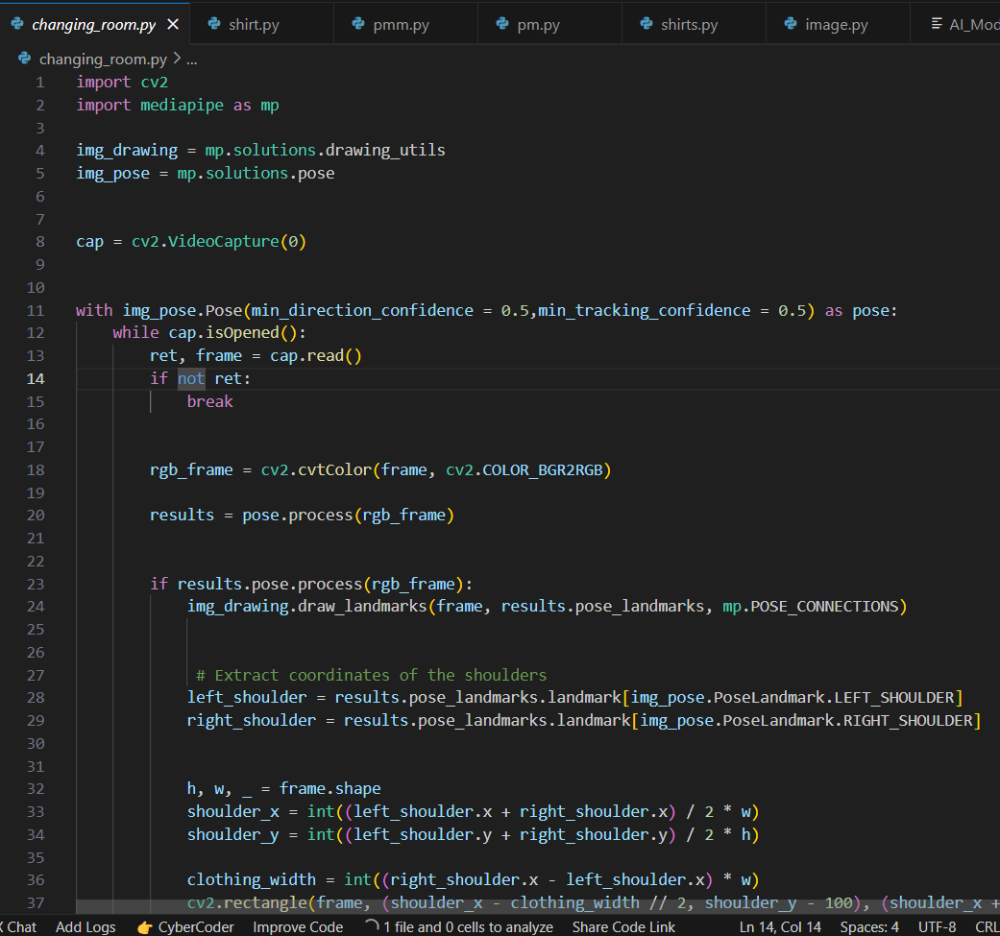 changing_room.py
shirt.py
pmm.py
pm.py
shirts.py
image.py
AI_Mod
changing_room.py > ...
1 import cv2
2 import mediapipe as mp
3
4 img_drawing = mp.solutions.drawing_utils
5 img_pose = mp.solutions.pose
6
7
8 cap = cv2.VideoCapture(0)
9
10
11 with img_pose.Pose(min_direction_confidence = 0.5,min_tracking_confidence = 0.5) as pose:
12 while cap.isOpened():
13 ret, frame = cap.read()
14 if not ret:
15 break
16
17
18 rgb_frame = cv2.cvtColor(frame, cv2.COLOR_BGR2RGB)
19
20 results = pose.process(rgb_frame)
21
22
23 if results.pose.process(rgb_frame):
24 img_drawing.draw_landmarks(frame, results.pose_landmarks, mp.POSE_CONNECTIONS)
25
26
27 # Extract coordinates of the shoulders
28 left_shoulder = results.pose_landmarks.landmark[img_pose.PoseLandmark.LEFT_SHOULDER]
29 right_shoulder = results.pose_landmarks.landmark[img_pose.PoseLandmark.RIGHT_SHOULDER]
30
31
32 h, w, _ = frame.shape
33 shoulder_x = int((left_shoulder.x + right_shoulder.x) / 2 * w)
34 shoulder_y = int((left_shoulder.y + right_shoulder.y) / 2 * h)
35
36 clothing_width = int((right_shoulder.x - left_shoulder.x) * w)
37 cv2.rectangle(frame, (shoulder_x - clothing_width // 2, shoulder_y - 100), (shoulder_x +
X Chat Add Logs 👉 CyberCoder Improve Code 1 file and 0 cells to analyze Share Code Link Ln 14, Col 14 Spaces: 4 UTF-8 CRL